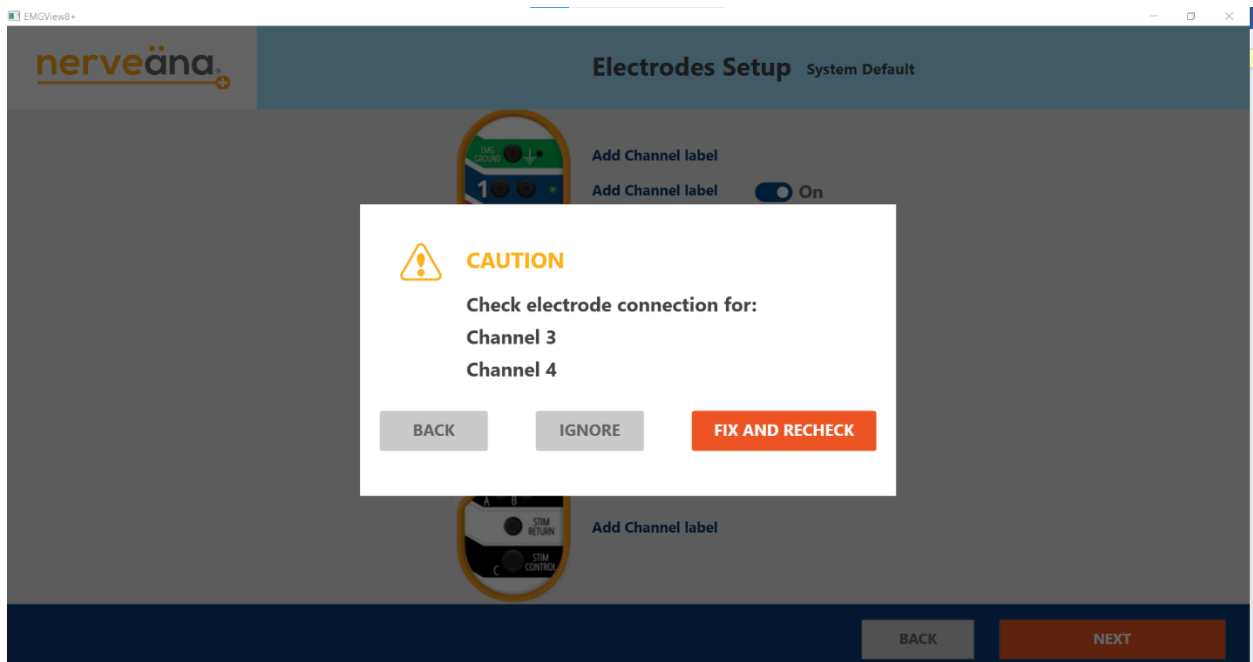 EMGView8+
nerveäna®
Electrodes Setup System Default
EMG GROUND
Add Channel label
1
Add Channel label On
CAUTION
Check electrode connection for:
Channel 3
Channel 4
BACK IGNORE FIX AND RECHECK
A B
STIM RETURN
Add Channel label
C
STIM CONTROL
BACK NEXT